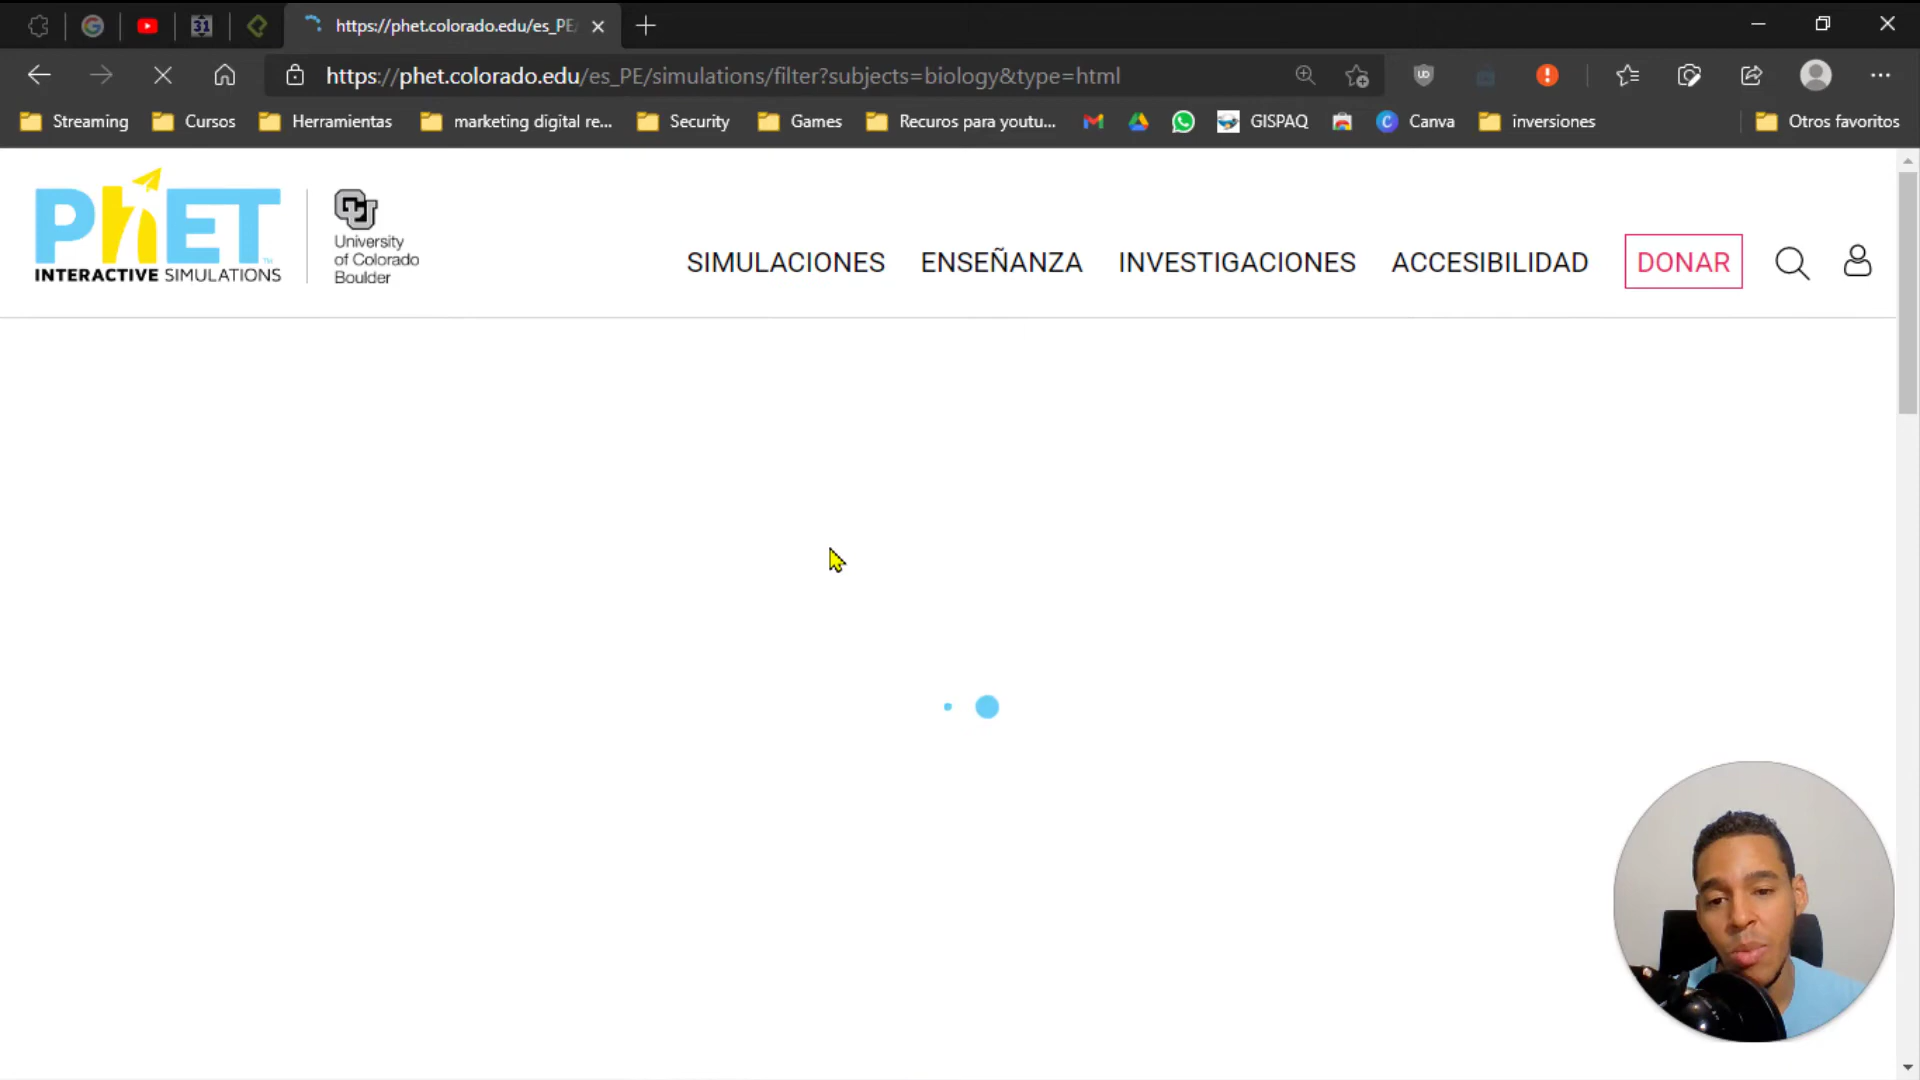 31
https://phet.colorado.edu/es_PE/
https://phet.colorado.edu/es_PE/simulations/filter?subjects=biology&type=html
Streaming
Cursos
Herramientas
marketing digital re...
Security
Games
Recuros para youtu...
GISPAQ
Canva
inversiones
Otros favoritos
PhET
INTERACTIVE SIMULATIONS
University
of Colorado
Boulder
SIMULACIONES
ENSEÑANZA
INVESTIGACIONES
ACCESIBILIDAD
DONAR